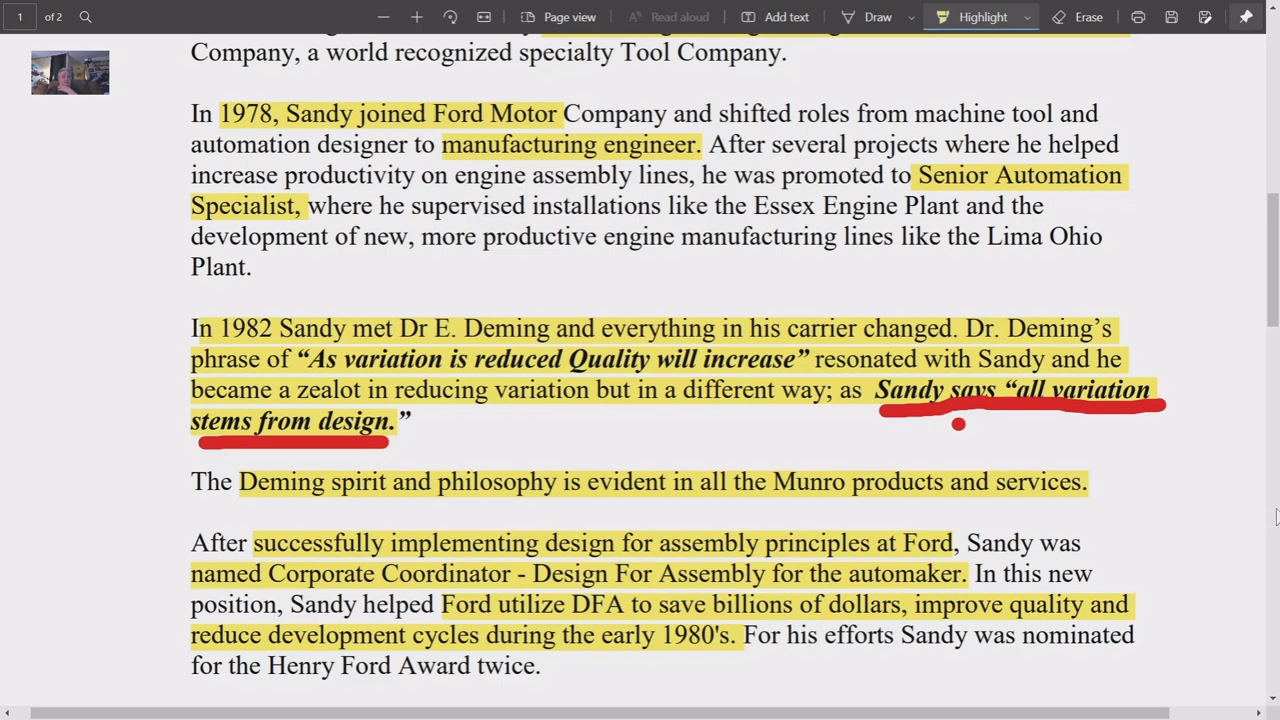 1 of 2 Page view Read aloud Add text Draw Highlight Erase
Company, a world recognized specialty Tool Company.
In 1978, Sandy joined Ford Motor Company and shifted roles from machine tool and
automation designer to manufacturing engineer. After several projects where he helped
increase productivity on engine assembly lines, he was promoted to Senior Automation
Specialist, where he supervised installations like the Essex Engine Plant and the
development of new, more productive engine manufacturing lines like the Lima Ohio
Plant.
In 1982 Sandy met Dr E. Deming and everything in his carrier changed. Dr. Deming’s
phrase of “As variation is reduced Quality will increase” resonated with Sandy and he
became a zealot in reducing variation but in a different way; as Sandy says “all variation
stems from design.”
The Deming spirit and philosophy is evident in all the Munro products and services.
After successfully implementing design for assembly principles at Ford, Sandy was
named Corporate Coordinator - Design For Assembly for the automaker. In this new
position, Sandy helped Ford utilize DFA to save billions of dollars, improve quality and
reduce development cycles during the early 1980's. For his efforts Sandy was nominated
for the Henry Ford Award twice.